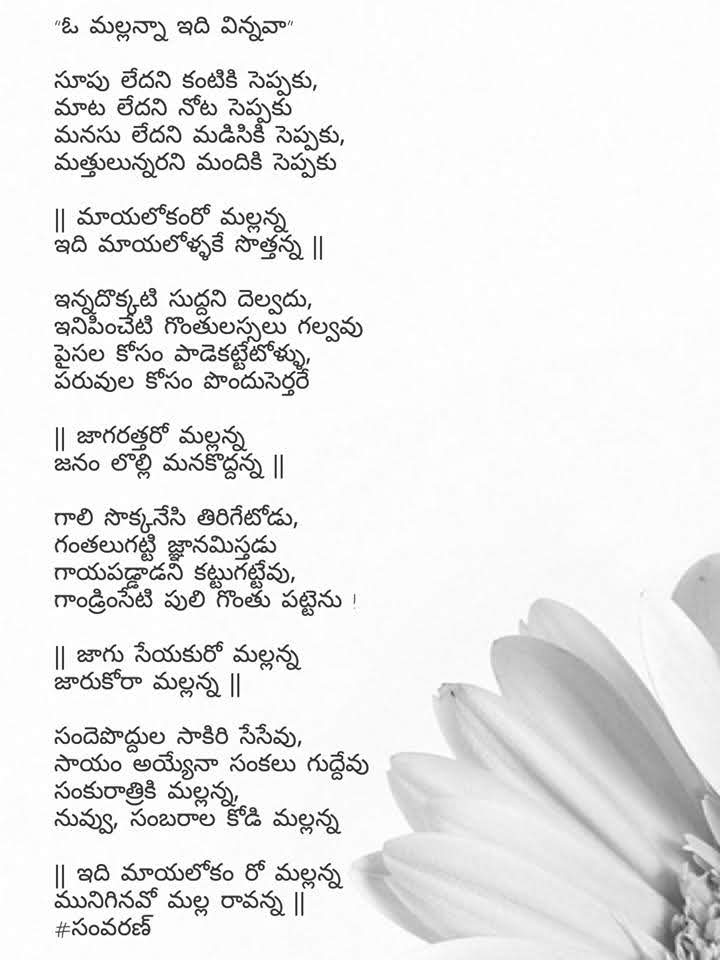 "ఓ మల్లన్నా ఇది విన్నవా"
సూపు లేదని కంటికి సెప్పకు,
మాట లేదని నోట సెప్పకు
మనసు లేదని మడిసికి సెప్పకు,
మత్తులున్నరని మందికి సెప్పకు
|| మాయలోకంరో మల్లన్న
ఇది మాయలోళ్ళకే సొత్తన్న ||
ఇన్నదొక్కటి సుద్దని దెల్వదు,
ఇనిపించేటి గొంతులస్సలు గల్వవు
పైసల కోసం పాడెకట్టేటోళ్ళు,
పరువుల కోసం పొందుసెర్తరే
|| జాగరత్తరో మల్లన్న
జనం లొల్లి మనకొద్దన్న ||
గాలి సొక్కనేసి తిరిగేటోడు,
గంతలుగట్టి జ్ఞానమిస్తడు
గాయపడ్డాడని కట్టుగట్టేవు,
గాండ్రింసేటి పులి గొంతు పట్టెను !
|| జాగు సేయకురో మల్లన్న
జారుకోరా మల్లన్న ||
సందెపొద్దుల సాకిరి సేసేవు,
సాయం అయ్యేనా సంకలు గుద్దేవు
సంకురాత్రికి మల్లన్న,
నువ్వు, సంబరాల కోడి మల్లన్న
|| ఇది మాయలోకం రో మల్లన్న
మునిగినవో మల్ల రావన్న ||
#సంవరణ్